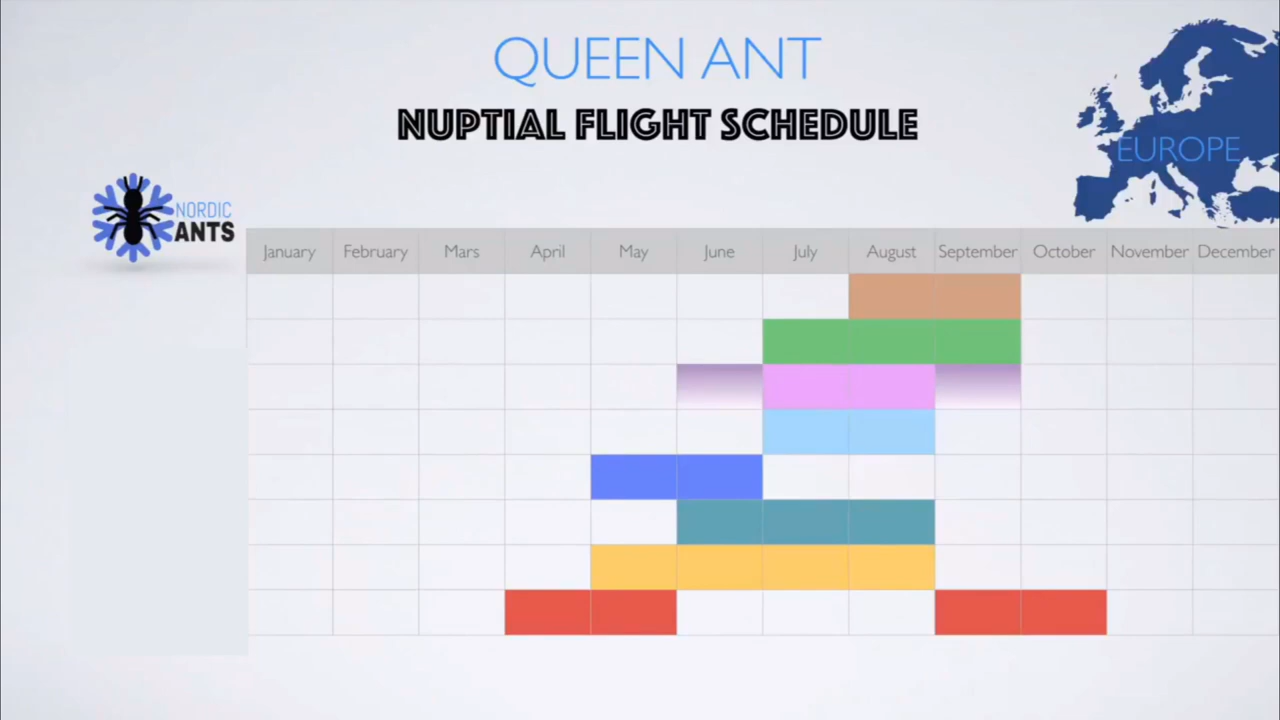 QUEEN ANT
NUPTIAL FLIGHT SCHEDULE
EUROPE
NORDIC
ANTS
January February Mars April May June July August September October November December